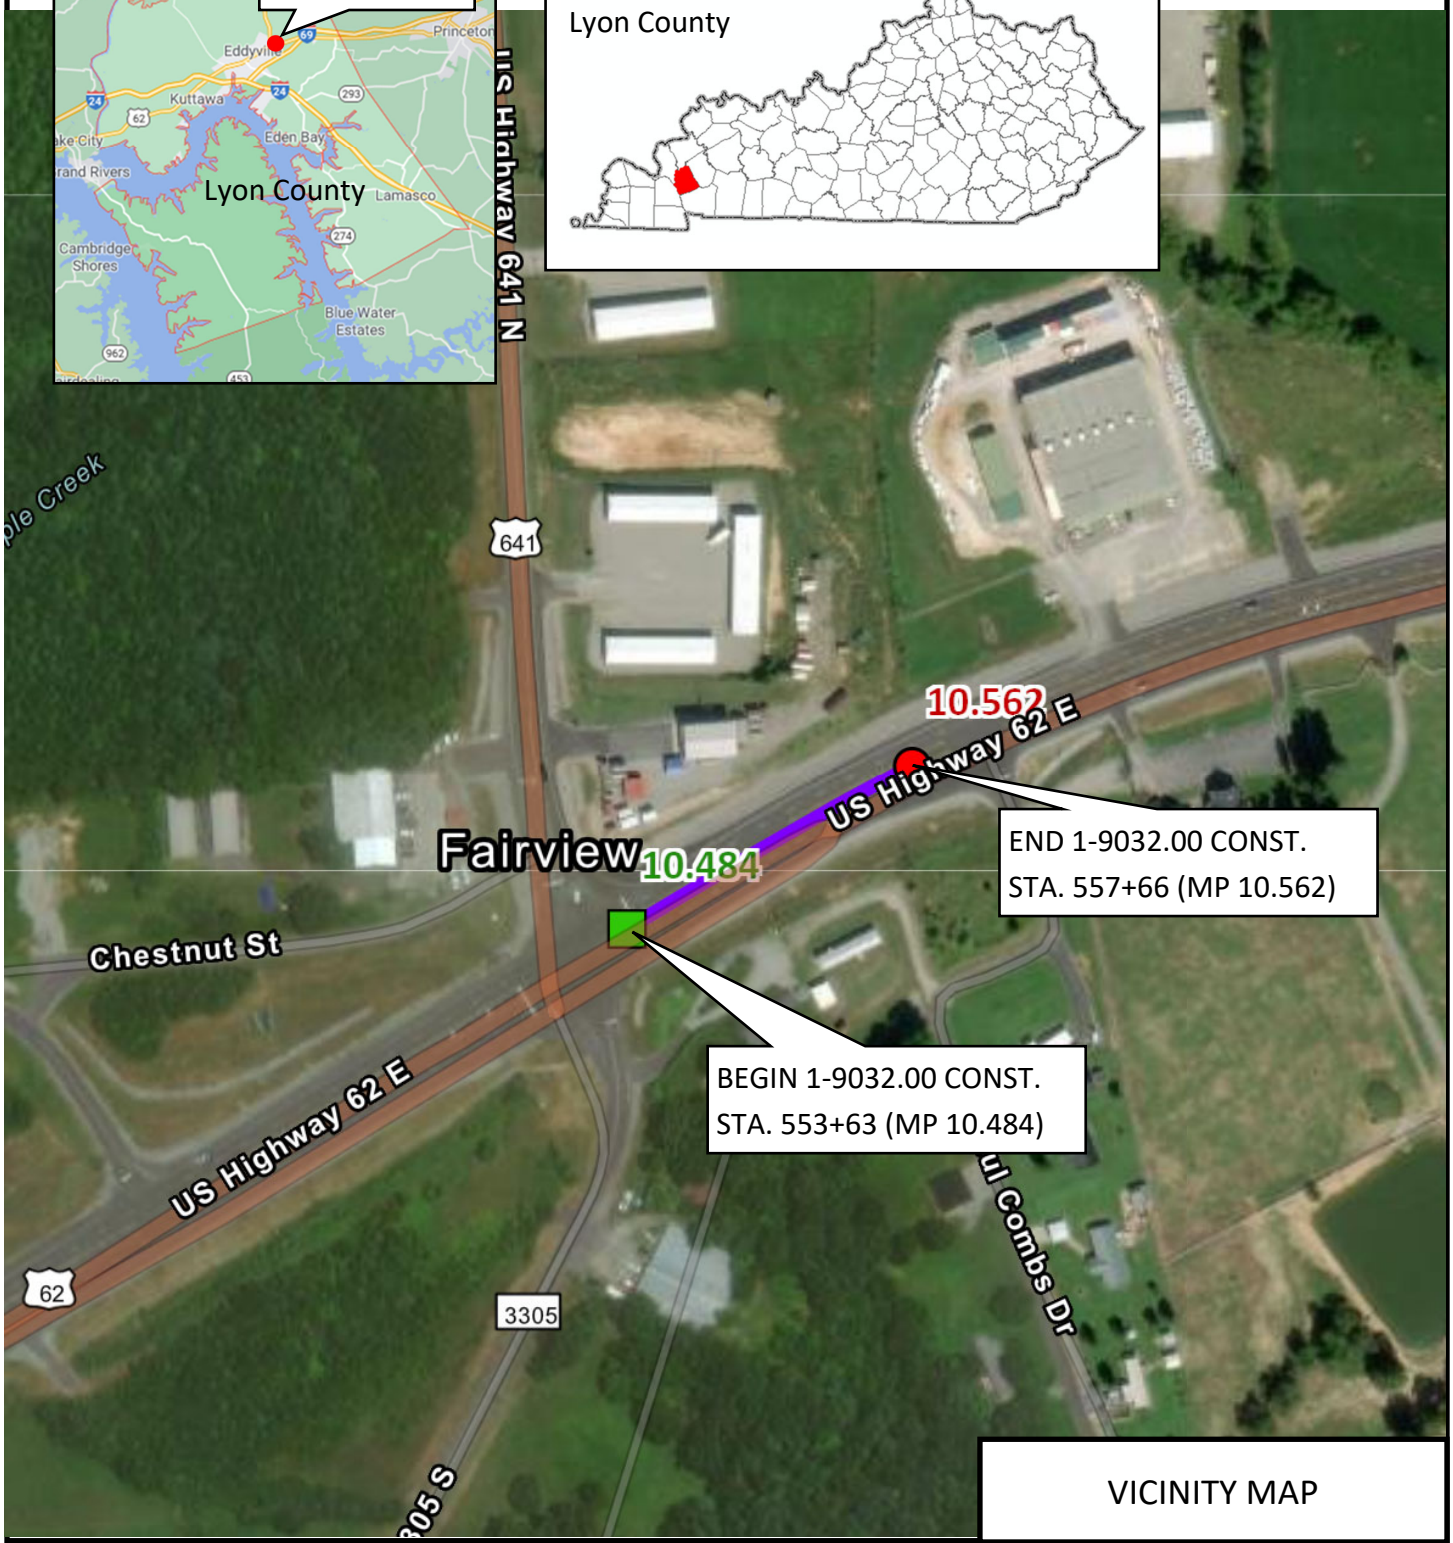 Lyon County
Princeton
69
Eddyville
24
24
293
Kuttawa
62
Eden Bay
Lyon County
Lamasco
274
Cambridge
Shores
Blue Water
Estates
962
453
US Highway 641 N
641
10.562
US Highway 62 E
END 1-9032.00 CONST.
STA. 557+66 (MP 10.562)
Fairview
10.484
Chestnut St
BEGIN 1-9032.00 CONST.
STA. 553+63 (MP 10.484)
US Highway 62 E
62
3305
Combs Dr
VICINITY MAP